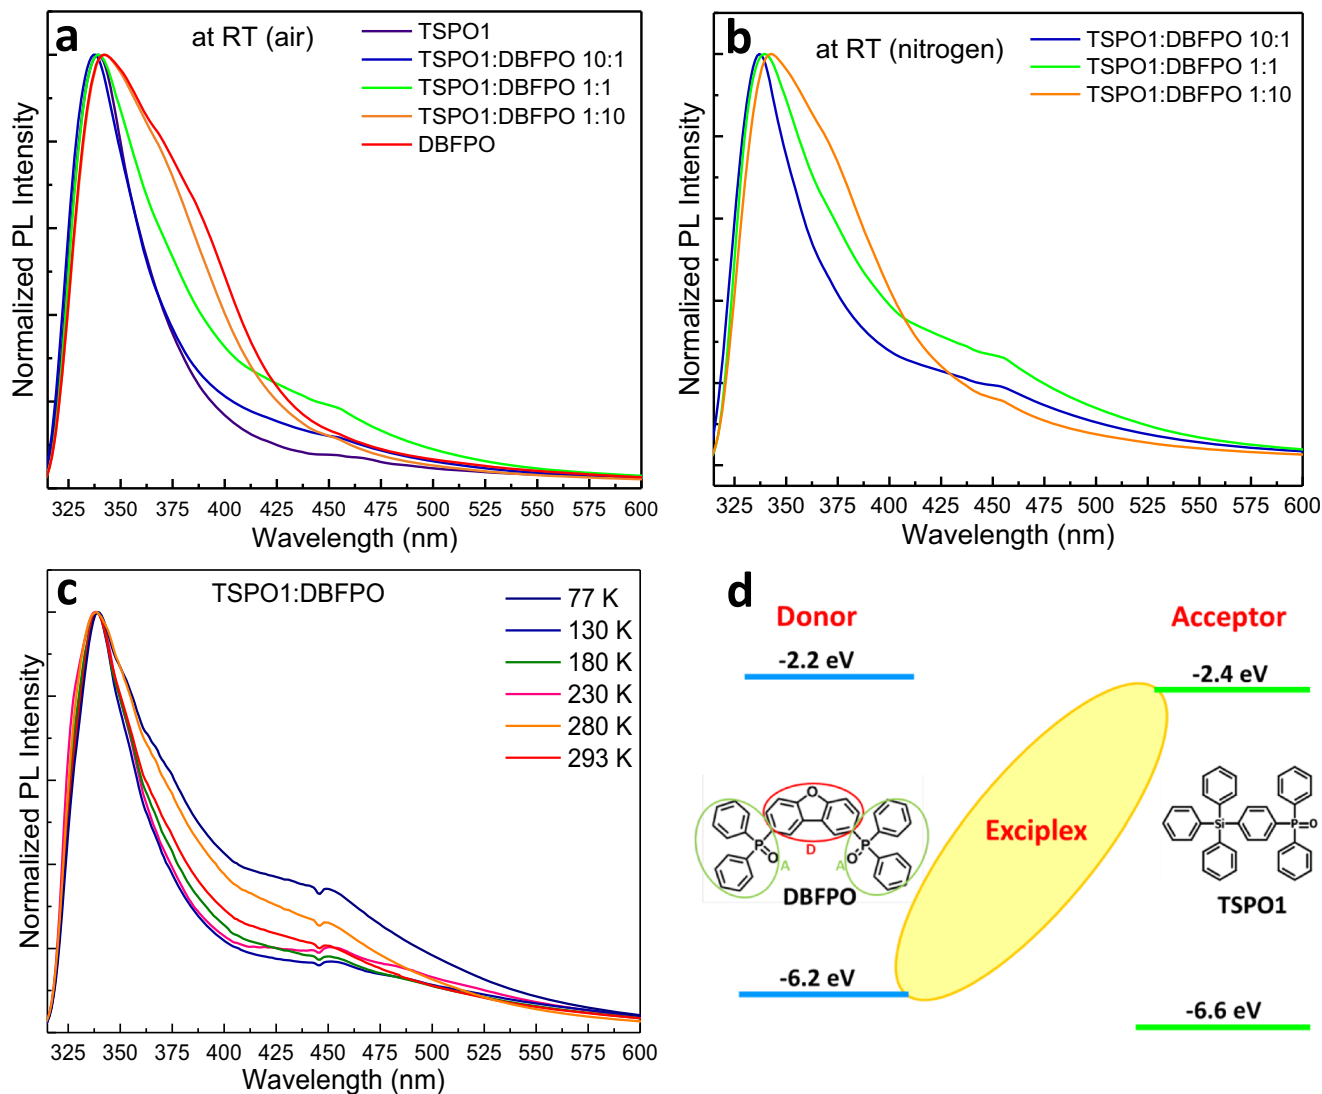 a
at RT (air)
TSPO1
TSPO1:DBFPO 10:1
TSPO1:DBFPO 1:1
TSPO1:DBFPO 1:10
DBFPO
Normalized PL Intensity
325 350 375 400 425 450 475 500 525 550 575 600
Wavelength (nm)
b
at RT (nitrogen)
TSPO1:DBFPO 10:1
TSPO1:DBFPO 1:1
TSPO1:DBFPO 1:10
Normalized PL Intensity
325 350 375 400 425 450 475 500 525 550 575 600
Wavelength (nm)
c
TSPO1:DBFPO
77 K
130 K
180 K
230 K
280 K
293 K
Normalized PL Intensity
325 350 375 400 425 450 475 500 525 550 575 600
Wavelength (nm)
d
Donor
Acceptor
-2.2 eV
-2.4 eV
O
D
P
O
A
A
P
O
DBFPO
Exciplex
Si
P
O
TSPO1
-6.2 eV
-6.6 eV